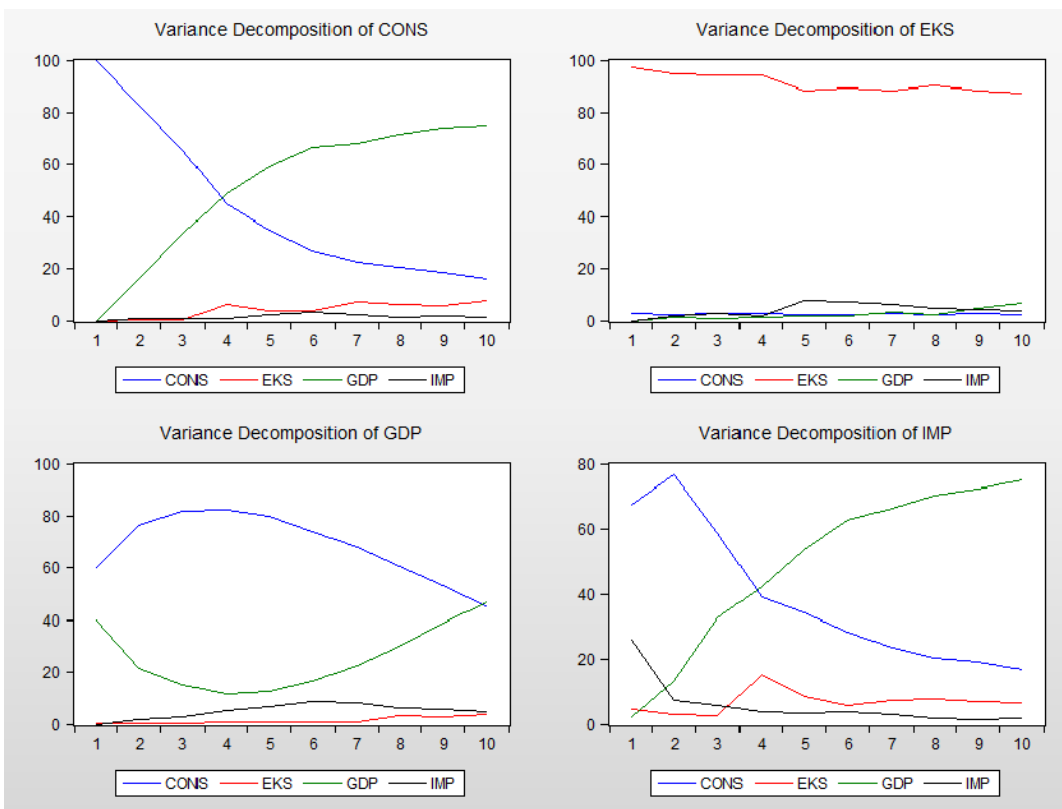 Variance Decomposition of CONS
100
80
60
40
20
0
1 2 3 4 5 6 7 8 9 10
CONS EKS GDP IMP
Variance Decomposition of EKS
100
80
60
40
20
0
1 2 3 4 5 6 7 8 9 10
CONS EKS GDP IMP
Variance Decomposition of GDP
100
80
60
40
20
0
1 2 3 4 5 6 7 8 9 10
CONS EKS GDP IMP
Variance Decomposition of IMP
80
60
40
20
0
1 2 3 4 5 6 7 8 9 10
CONS EKS GDP IMP